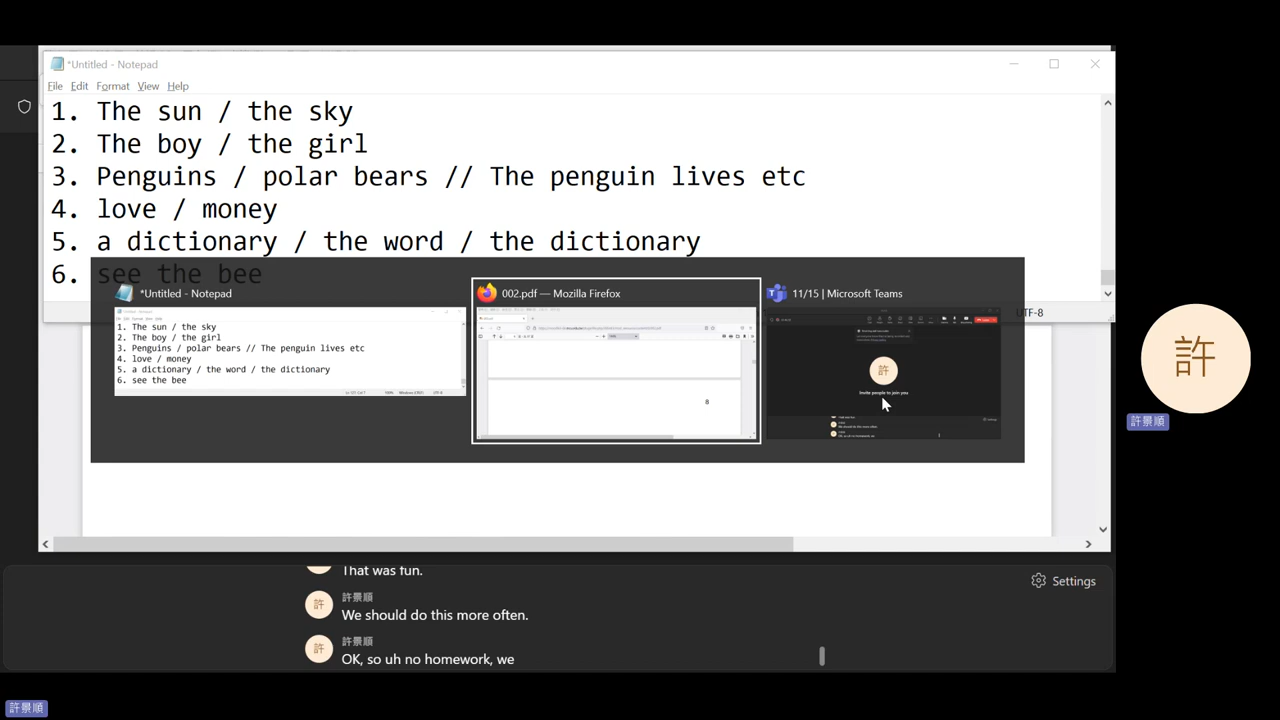 *Untitled - Notepad
File Edit Format View Help
1. The sun / the sky
2. The boy / the girl
3. Penguins / polar bears // The penguin lives etc
4. love / money
5. a dictionary / the word / the dictionary
6. see the bee
UTF-8
*Untitled - Notepad
1. The sun / the sky
2. The boy / the girl
3. Penguins / polar bears // The penguin lives etc
4. love / money
5. a dictionary / the word / the dictionary
6. see the bee
002.pdf — Mozilla Firefox
8
11/15 | Microsoft Teams
許
Invite people to join you
許
許景順
That was fun.
Settings
許
許景順
We should do this more often.
許
許景順
OK, so uh no homework, we
許景順